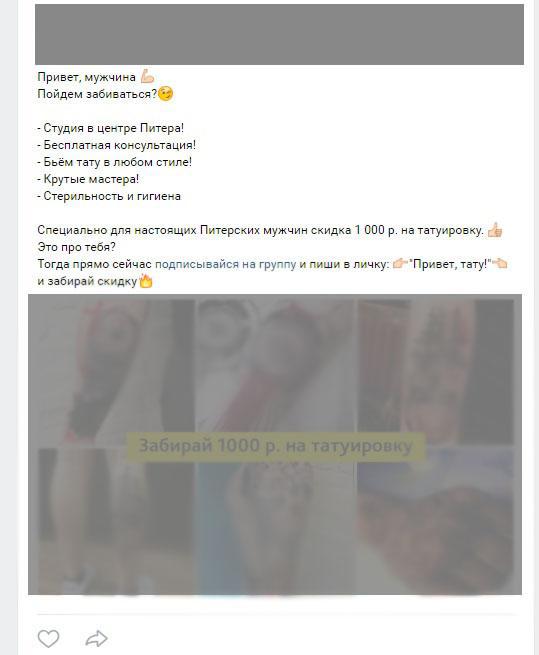 Привет, мужчина 💪🏻
Пойдем забиваться?😉
- Студия в центре Питера!
- Бесплатная консультация!
- Бьём тату в любом стиле!
- Крутые мастера!
- Стерильность и гигиена
Специально для настоящих Питерских мужчин скидка 1 000 р. на татуировку. 👍🏻
Это про тебя?
Тогда прямо сейчас подписывайся на группу и пиши в личку: 👉🏻"Привет, тату!"👈🏻
и забирай скидку🔥
Забирай 1000 р. на татуировку